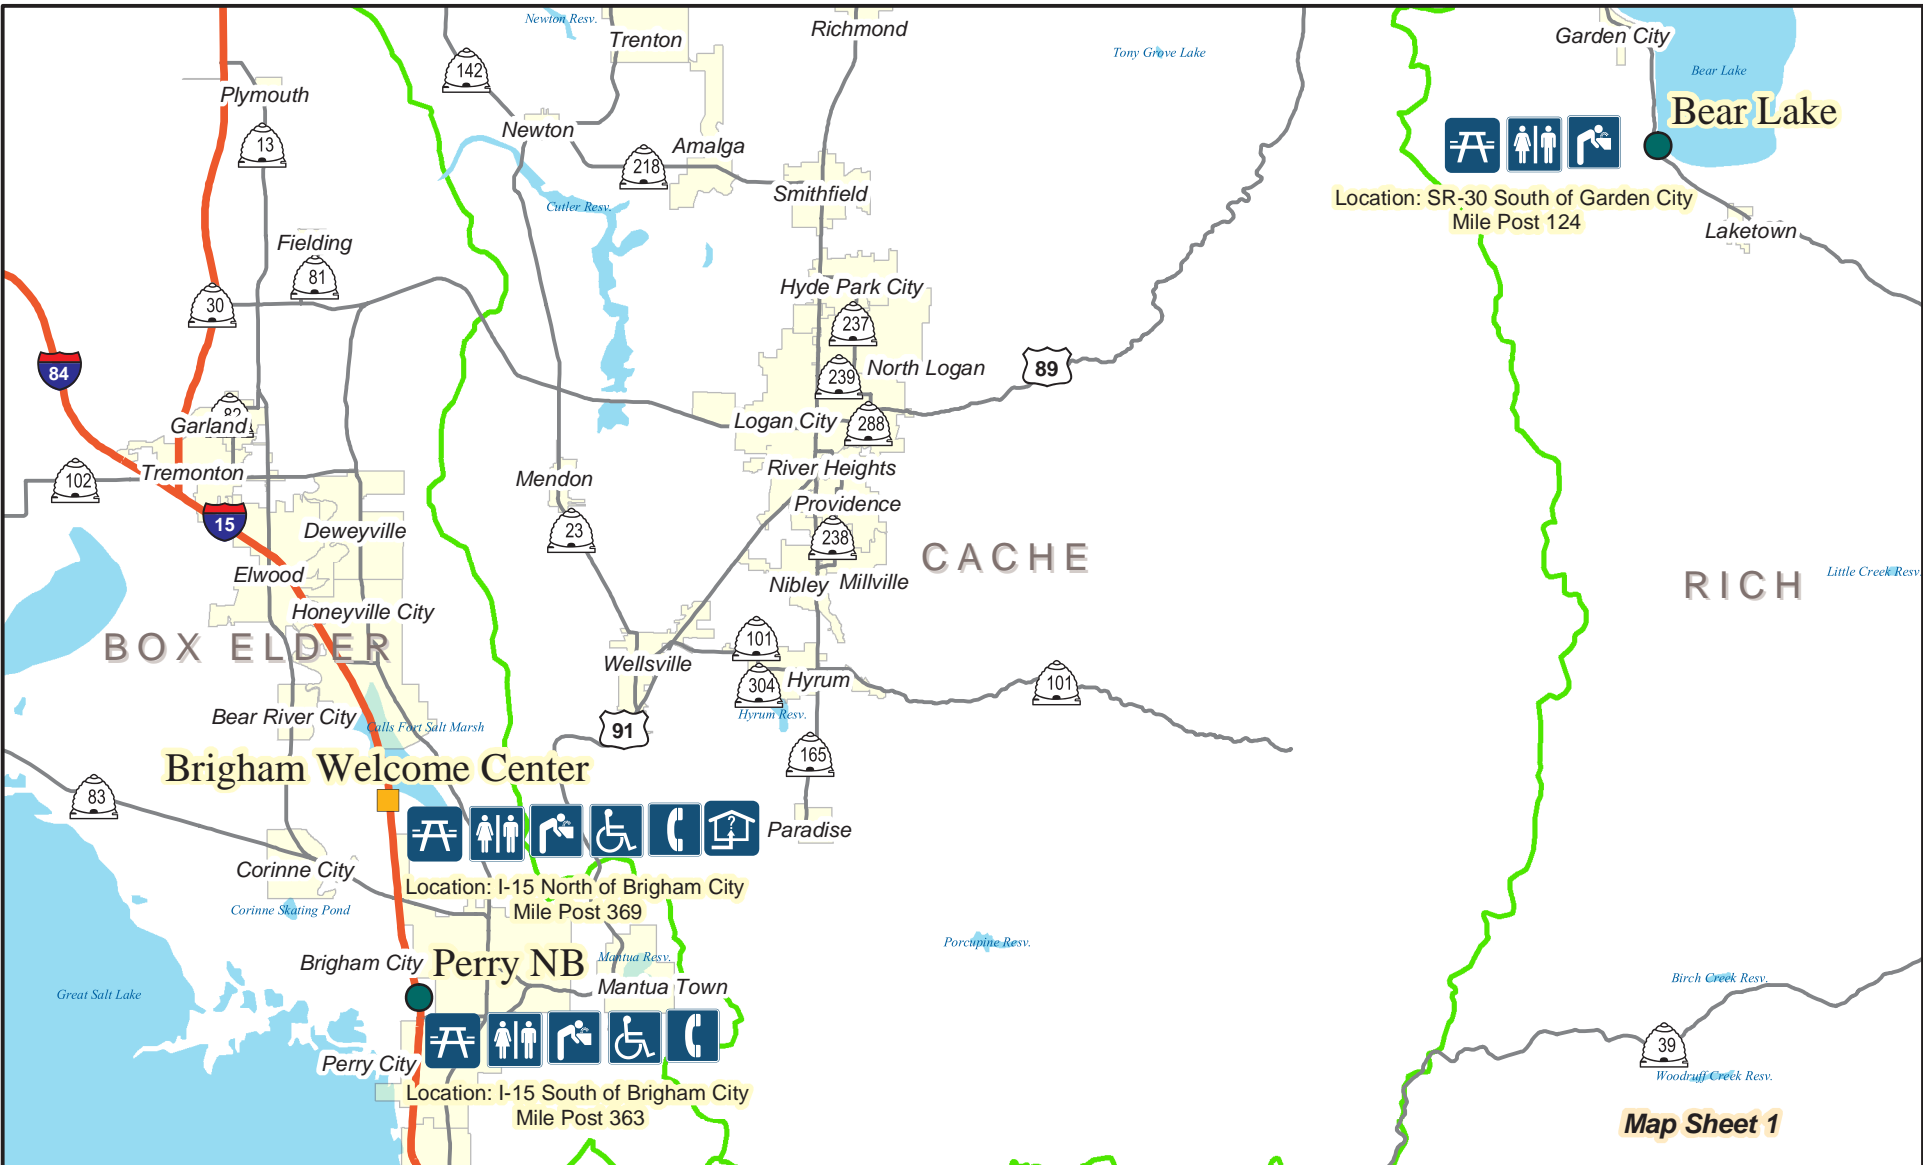 Newton Resv.
Trenton
Richmond
Tony Grove Lake
Garden City
Bear Lake
142
Plymouth
Bear Lake
13
Newton
Amalga
218
Smithfield
Location: SR-30 South of Garden City
Mile Post 124
Cutler Resv.
Laketown
Fielding
81
30
Hyde Park City
237
84
89
North Logan
239
82
Garland
Logan City
288
River Heights
Tremonton
102
Mendon
Providence
15
23
238
Deweyville
CACHE
Elwood
Nibley
Millville
RICH
Little Creek Resv.
Honeyville City
BOX ELDER
101
Wellsville
304
Hyrum
101
Bear River City
Calls Fort Salt Marsh
91
Hyrum Resv.
165
Brigham Welcome Center
83
?
Paradise
Corinne City
Location: I-15 North of Brigham City
Mile Post 369
Corinne Skating Pond
Brigham City
Perry NB
Mantua Resv.
Porcupine Resv.
Birch Creek Resv.
Great Salt Lake
Mantua Town
39
Perry City
Woodruff Creek Resv.
Location: I-15 South of Brigham City
Mile Post 363
Map Sheet 1